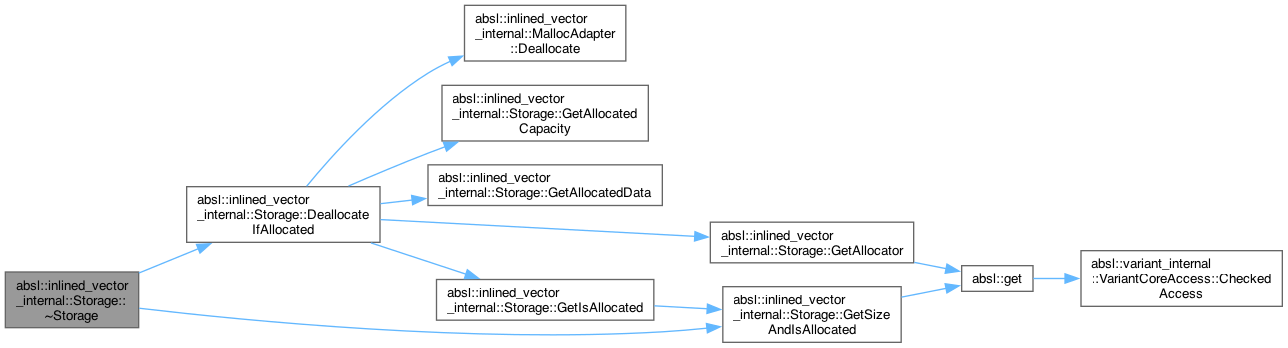 absl::inlined_vector
_internal::MallocAdapter
::Deallocate
absl::inlined_vector
_internal::Storage::GetAllocated
Capacity
absl::inlined_vector
_internal::Storage::GetAllocatedData
absl::inlined_vector
_internal::Storage::Deallocate
IfAllocated
absl::inlined_vector
_internal::Storage::GetAllocator
absl::inlined_vector
_internal::Storage::
~Storage
absl::inlined_vector
_internal::Storage::GetIsAllocated
absl::inlined_vector
_internal::Storage::GetSize
AndIsAllocated
absl::get
absl::variant_internal
::VariantCoreAccess::Checked
Access